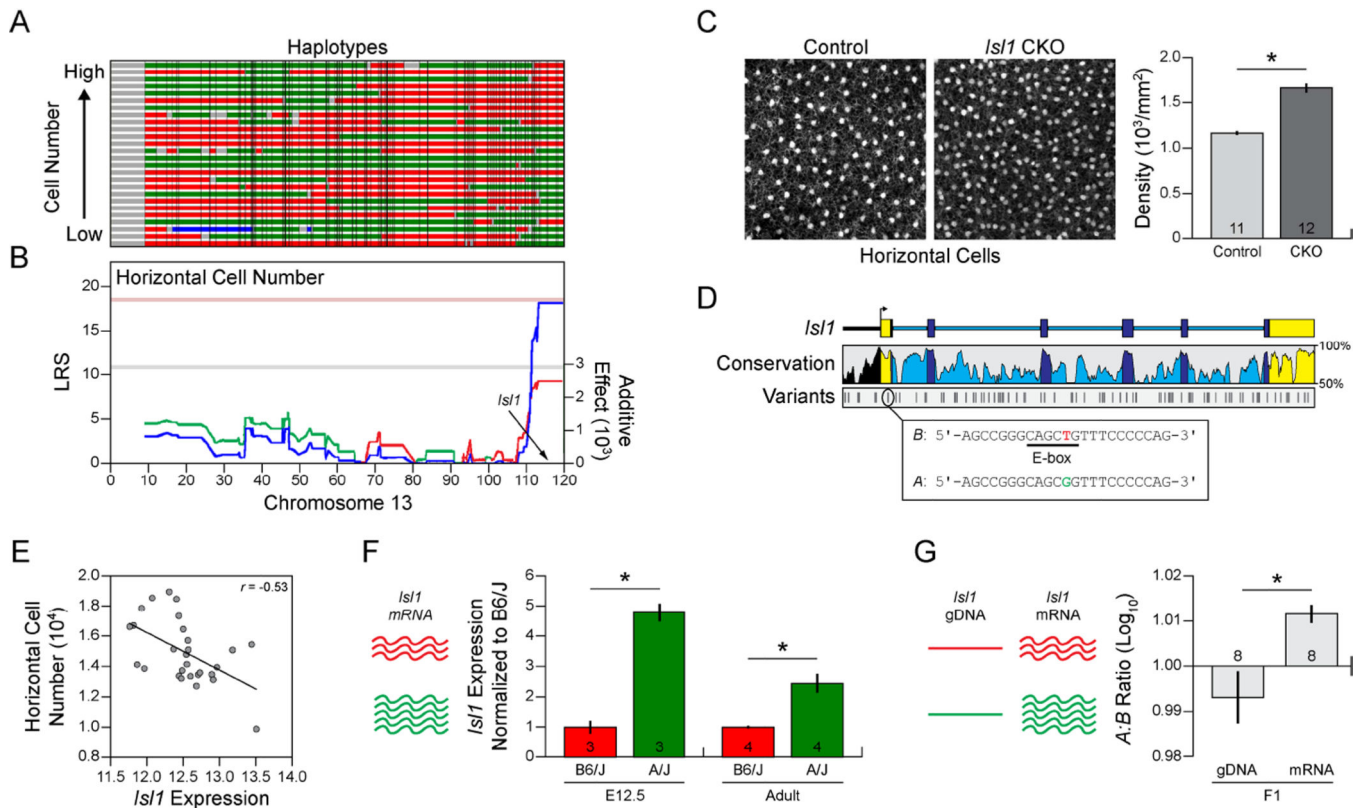 A
Haplotypes
High
Cell Number
Low
B
Horizontal Cell Number
20
15
10
5
0
LRS
3
2
1
0
Additive
Effect (10³)
Isl1
0 10 20 30 40 50 60 70 80 90 100 110 120
Chromosome 13
C
Control
Isl1 CKO
Horizontal Cells
*
2.0
1.5
1.0
0.5
0
Density (10³/mm²)
11
12
Control
CKO
D
Isl1
Conservation
100%
50%
Variants
B: 5'-AGCCGGGCAGCTGTTTCCCCCAG-3'
E-box
A: 5'-AGCCGGGCAGCGGTTTCCCCCAG-3'
E
r = -0.53
2.0
1.8
1.6
1.4
1.2
1.0
0.8
Horizontal Cell
Number (10⁴)
11.5 12.0 12.5 13.0 13.5 14.0
Isl1 Expression
F
Isl1
mRNA
Isl1 Expression
Normalized to B6/J
6
5
4
3
2
1
0
*
*
3
3
4
4
B6/J A/J B6/J A/J
E12.5
Adult
G
Isl1
gDNA
Isl1
mRNA
A:B Ratio (Log₁₀)
1.02
1.01
1.00
0.99
0.98
*
8
8
gDNA
mRNA
F1